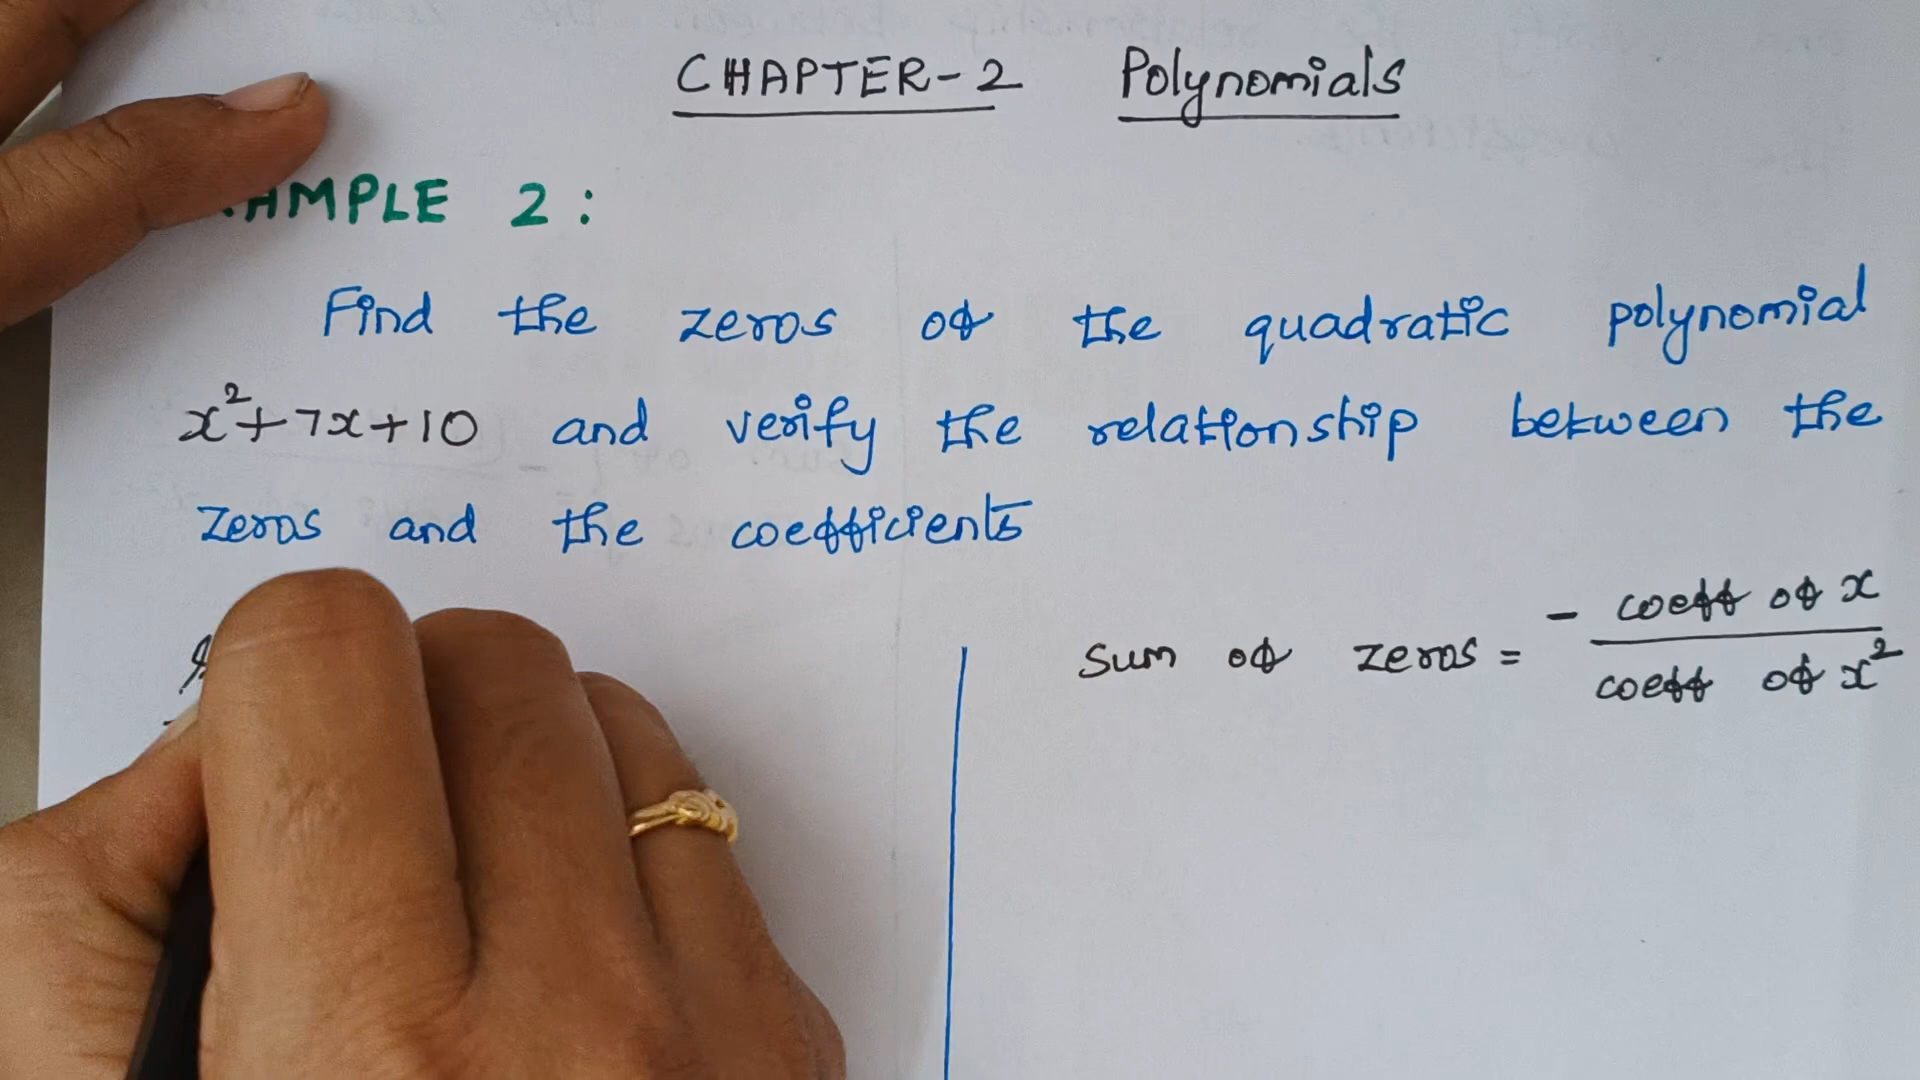 CHAPTER-2 Polynomials
AMPLE 2:
Find the zeros of the quadratic polynomial
x²+7x+10 and verify the relationship between the
zeros and the coefficients
sum of zeros = - coeff of x / coeff of x²